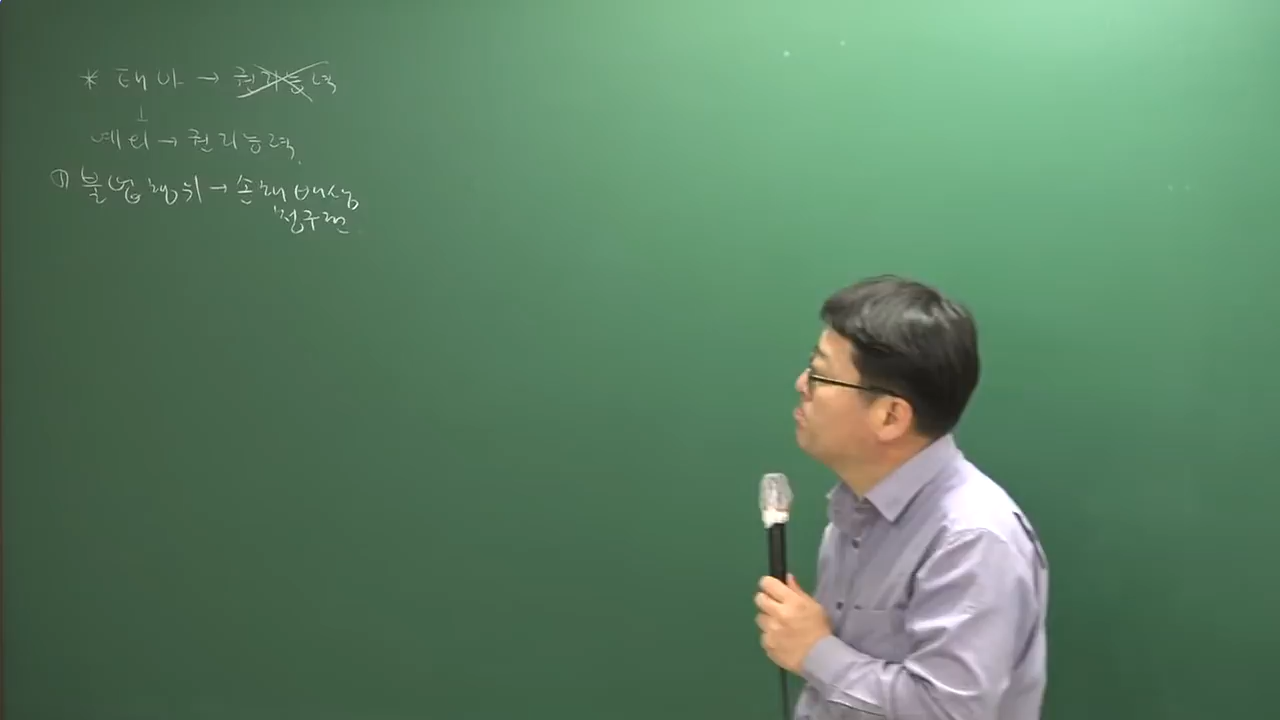 * 태아 → 권리능력
⊥
예외 → 권리능력.
① 불법행위 → 손해배상
청구권